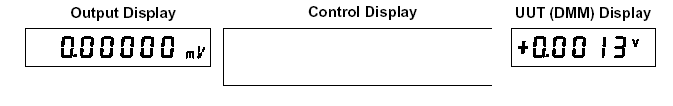 Output Display Control Display UUT (DMM) Display
0.00000 mV +0.0013 V